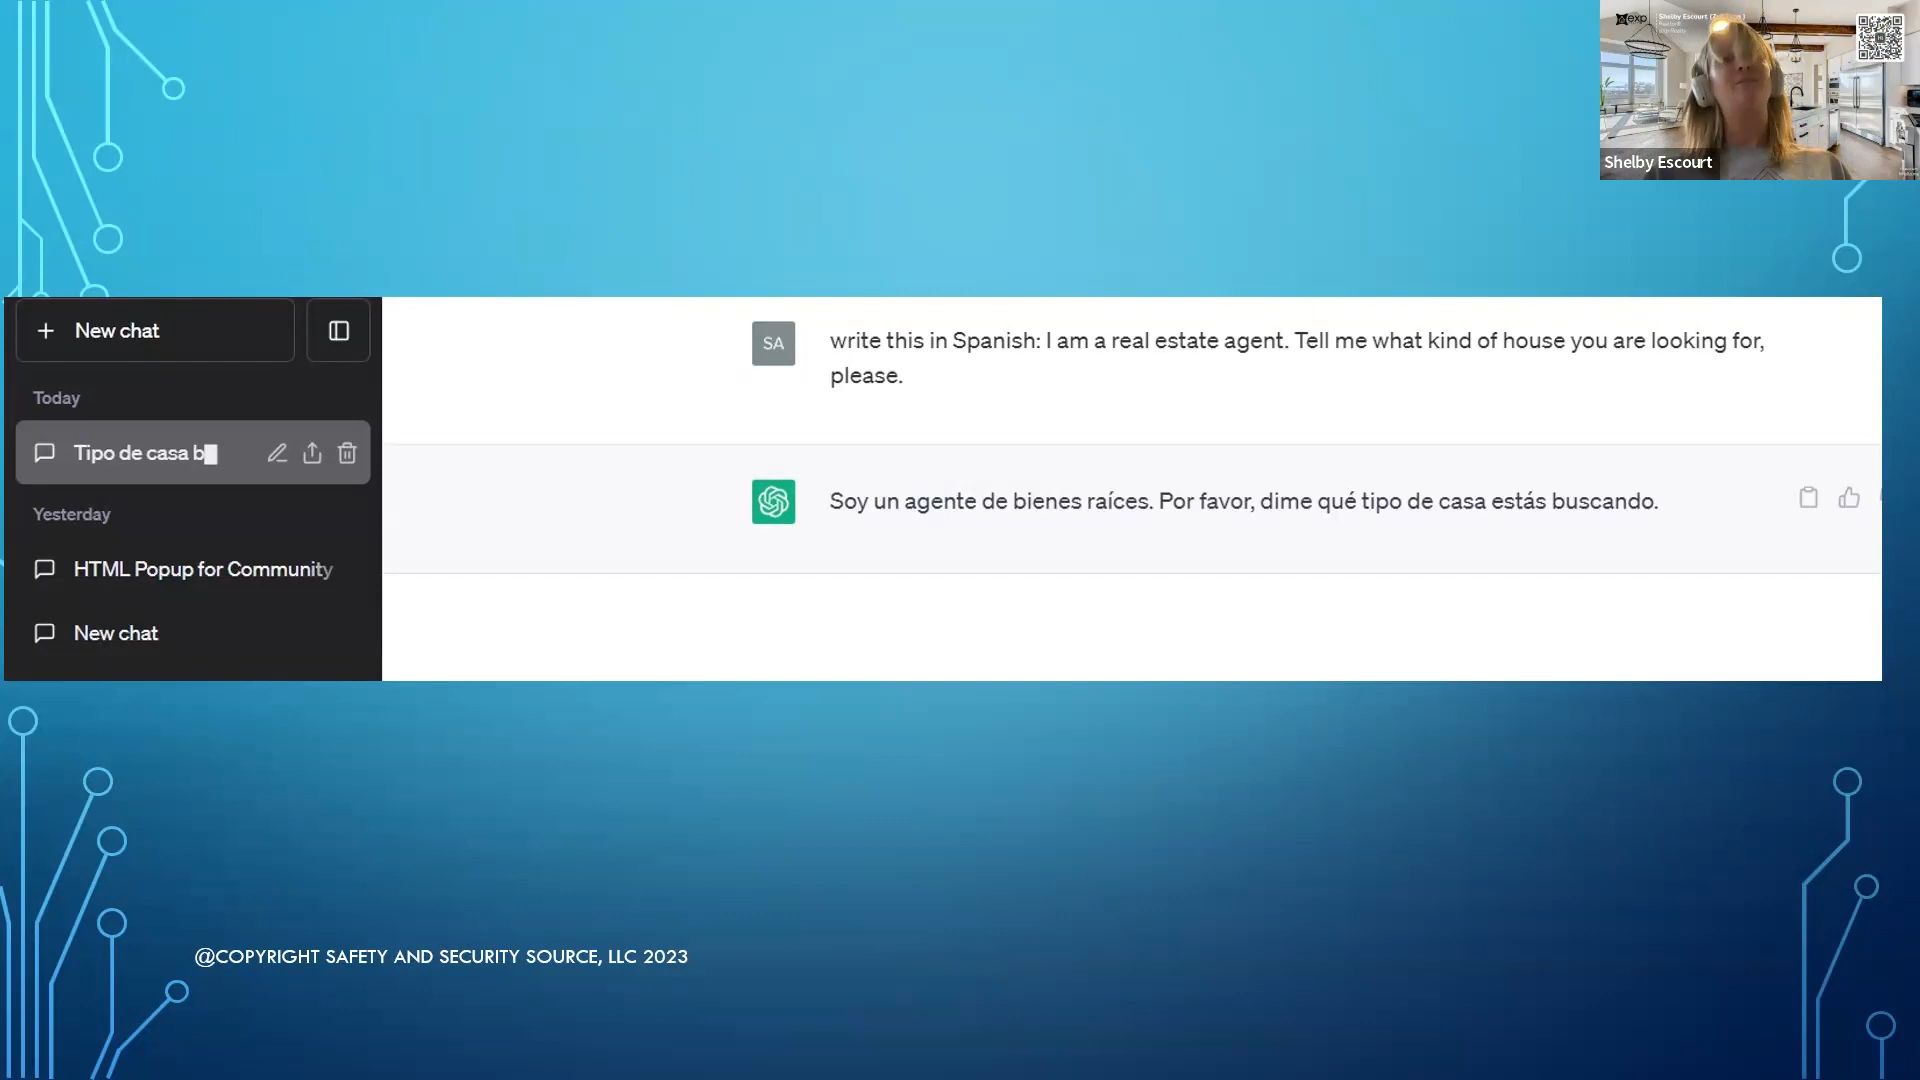 exp
Shelby Escourt
New chat
Today
Tipo de casa b
Yesterday
HTML Popup for Community
New chat
SA
write this in Spanish: I am a real estate agent. Tell me what kind of house you are looking for,
please.
Soy un agente de bienes raíces. Por favor, dime qué tipo de casa estás buscando.
@COPYRIGHT SAFETY AND SECURITY SOURCE, LLC 2023